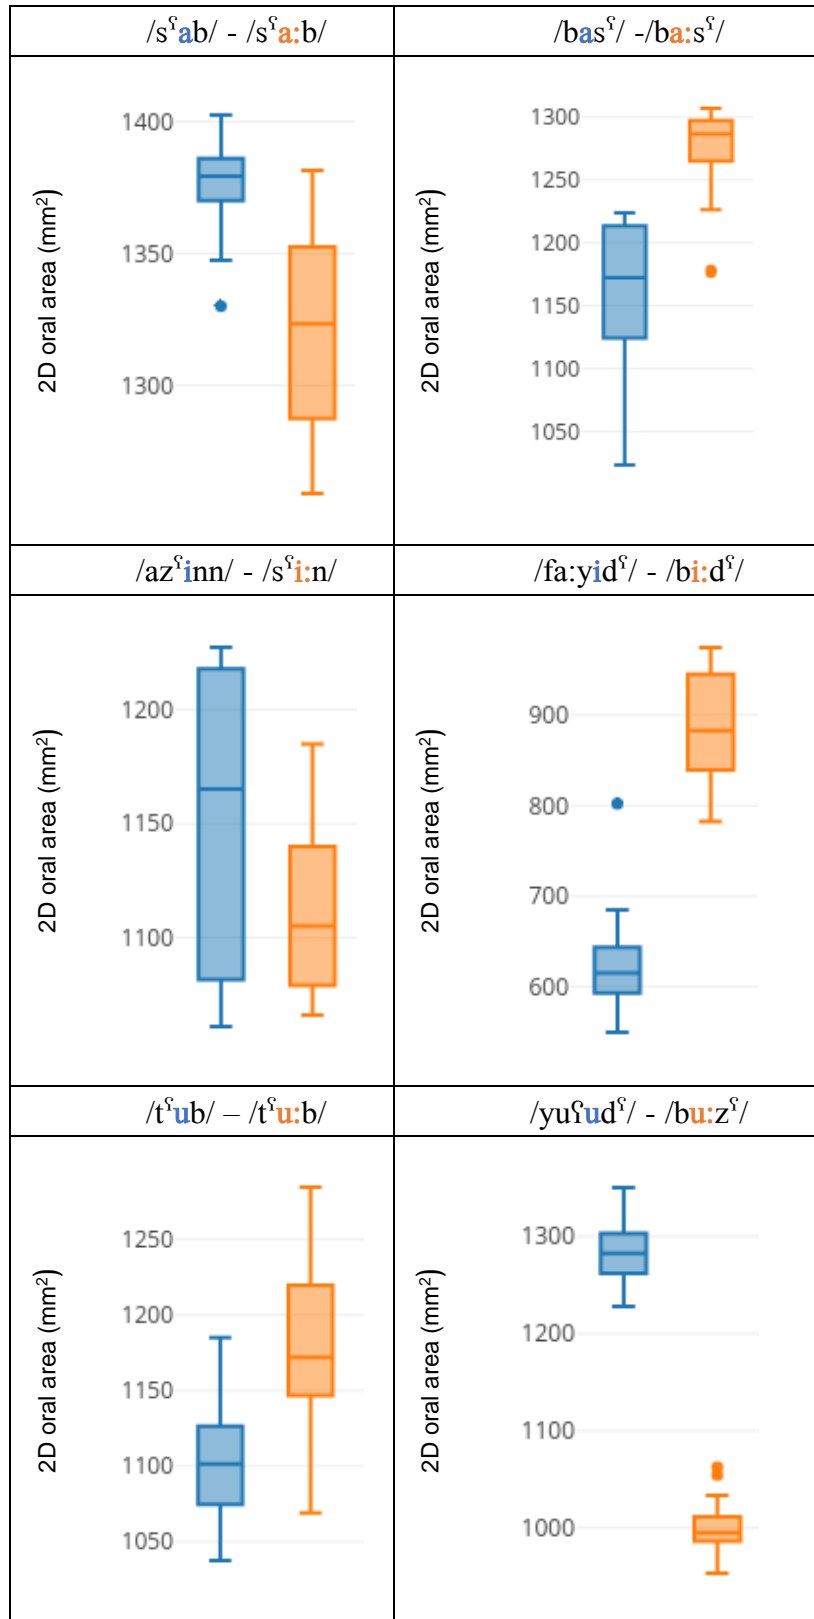 /sˤab/ - /sˤa:b/
/basˤ/ -/ba:sˤ/
2D oral area (mm²)
1400
1350
1300
2D oral area (mm²)
1300
1250
1200
1150
1100
1050
/azˤinn/ - /sˤi:n/
/fa:yidˤ/ - /bi:dˤ/
2D oral area (mm²)
1200
1150
1100
2D oral area (mm²)
900
800
700
600
/tˤub/ – /tˤu:b/
/yuʕudˤ/ - /bu:zˤ/
2D oral area (mm²)
1250
1200
1150
1100
1050
2D oral area (mm²)
1300
1200
1100
1000